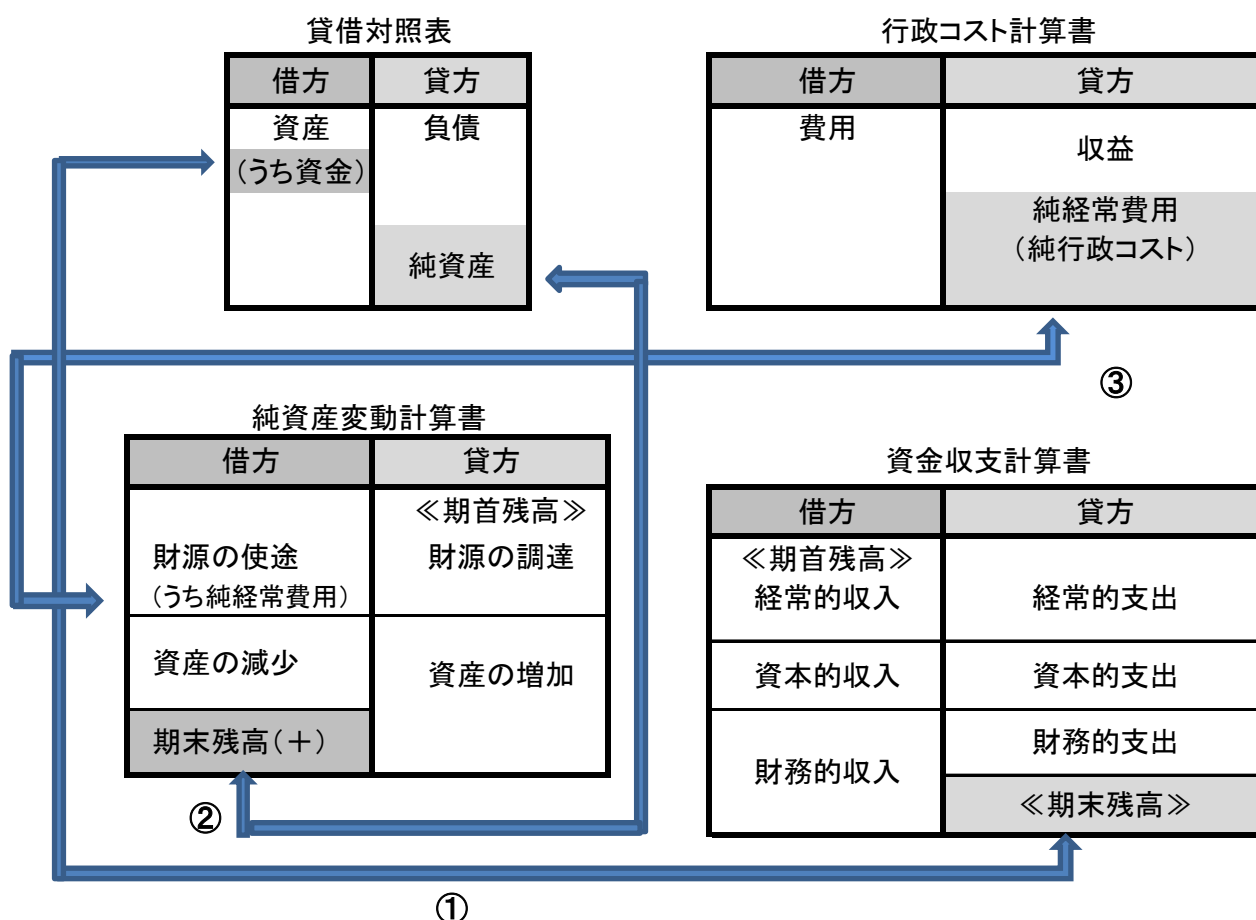 貸借対照表
借方 貸方
資産 負債
(うち資金)
純資産
行政コスト計算書
借方 貸方
費用
収益
純経常費用
(純行政コスト)
③
純資産変動計算書
借方 貸方
≪期首残高≫
財源の使途 財源の調達
(うち純経常費用)
資産の減少 資産の増加
期末残高(＋)
②
資金収支計算書
借方 貸方
≪期首残高≫
経常的収入 経常的支出
資本的収入 資本的支出
財務的収入 財務的支出
≪期末残高≫
①